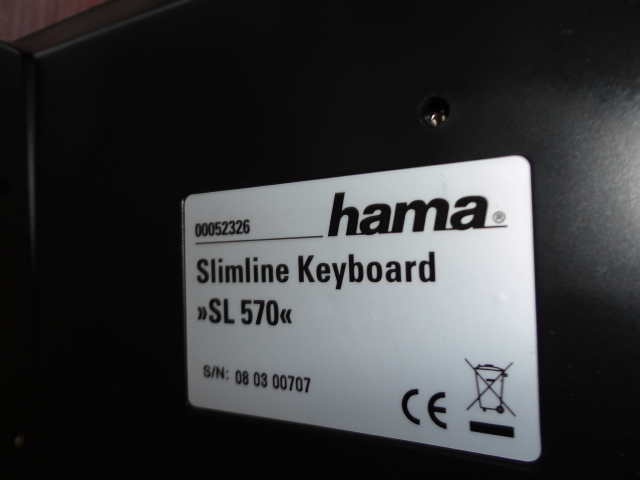 00052326 hama®
Slimline Keyboard
»SL 570«
S/N: 08 03 00707
CE